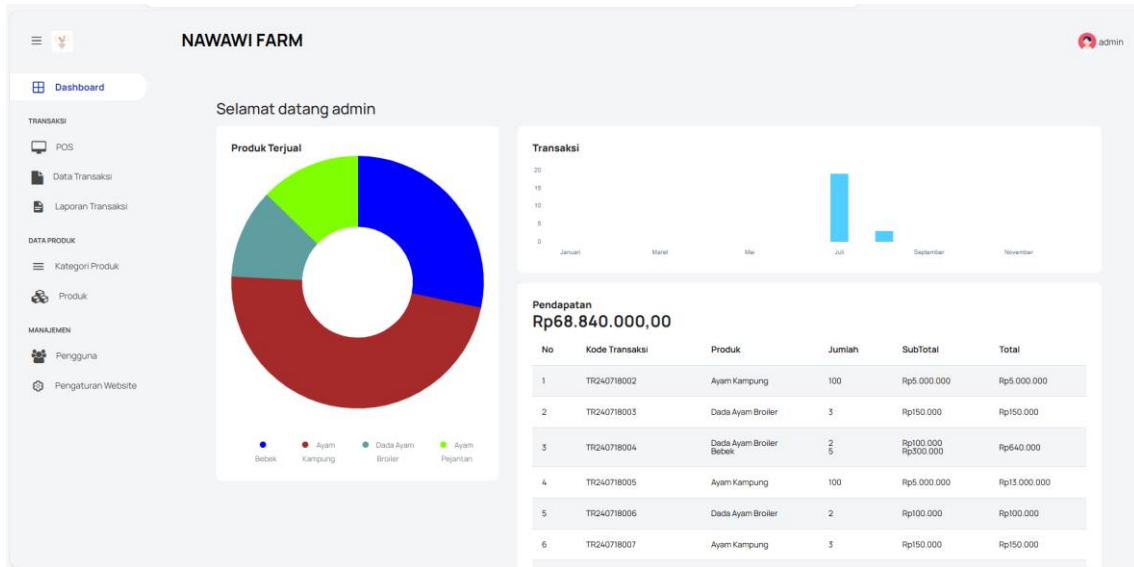 NAWAWI FARM
admin
Dashboard
TRANSAKSI
POS
Data Transaksi
Laporan Transaksi
DATA PRODUK
Kategori Produk
Produk
MANAJEMEN
Pengguna
Pengaturan Website
Selamat datang admin
Produk Terjual
Bebek
Ayam Kampung
Dada Ayam Broiler
Ayam Pejantan
Transaksi
20
15
10
5
0
Januari Maret Mei Juli September November
Pendapatan
Rp68.840.000,00
No Kode Transaksi Produk Jumlah SubTotal Total
1 TR240718002 Ayam Kampung 100 Rp5.000.000 Rp5.000.000
2 TR240718003 Dada Ayam Broiler 3 Rp150.000 Rp150.000
3 TR240718004 Dada Ayam Broiler 2 Rp100.000 Rp640.000
Bebek 5 Rp300.000
4 TR240718005 Ayam Kampung 100 Rp5.000.000 Rp13.000.000
5 TR240718006 Dada Ayam Broiler 2 Rp100.000 Rp100.000
6 TR240718007 Ayam Kampung 3 Rp150.000 Rp150.000